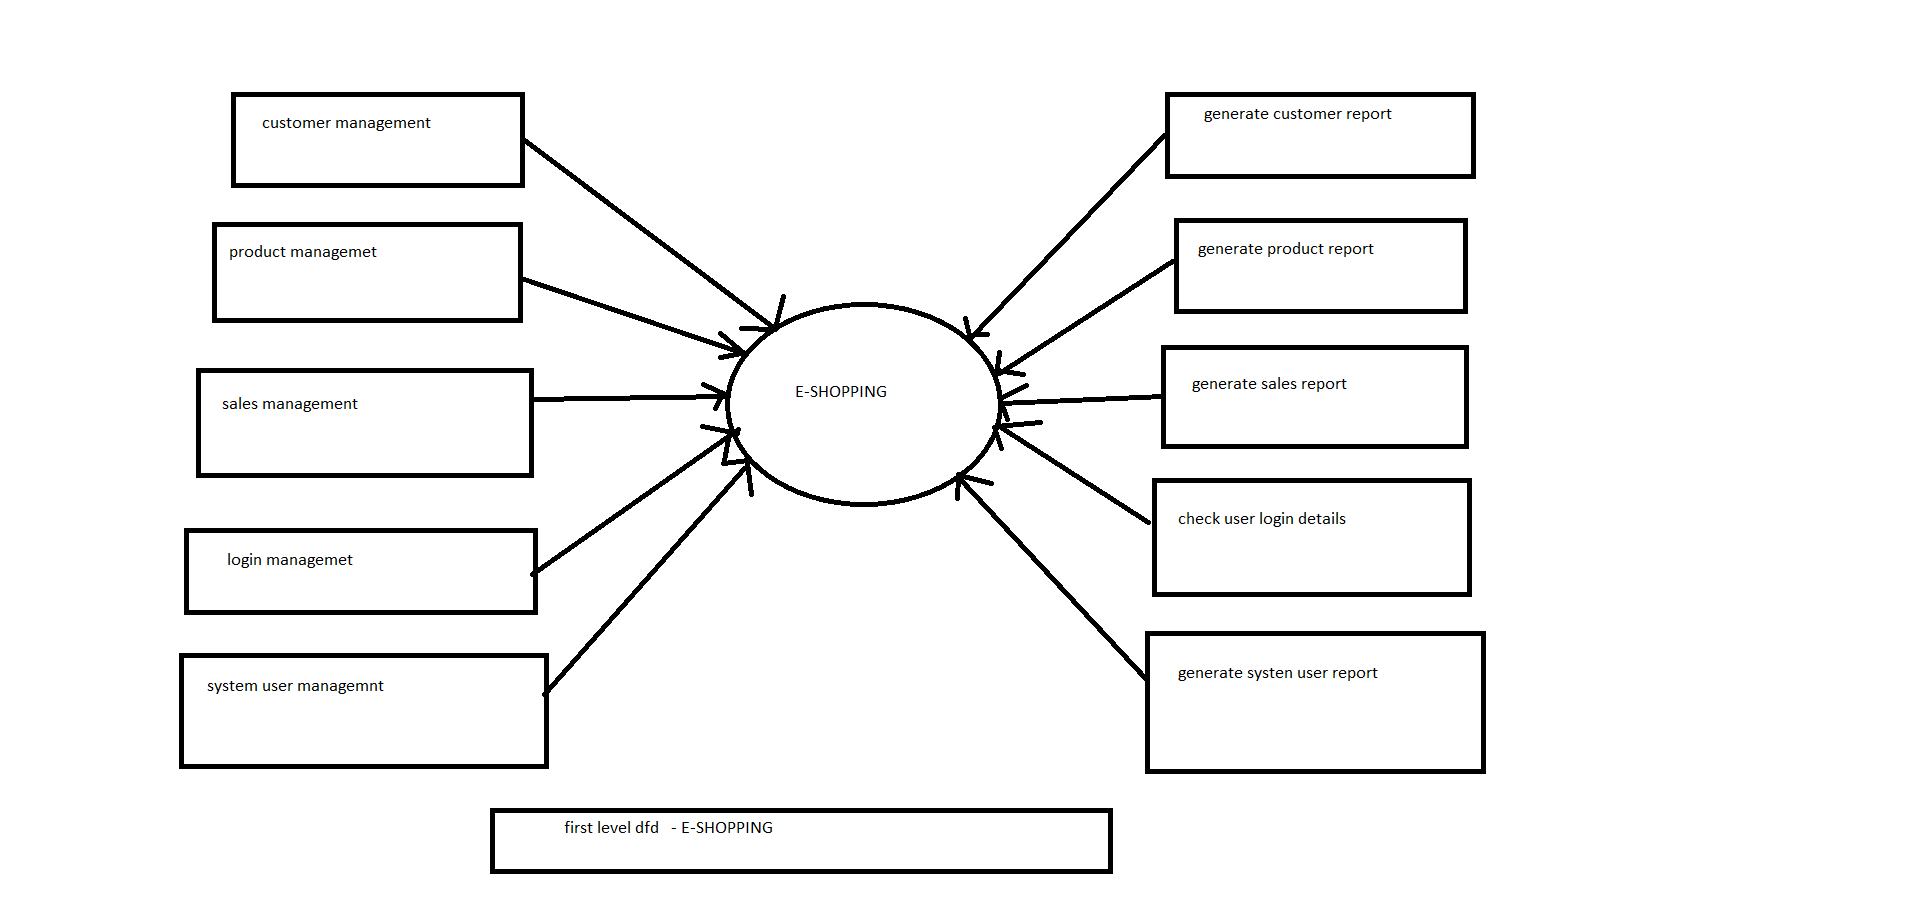 customer management
product managemet
sales management
login managemet
system user managemnt
E-SHOPPING
generate customer report
generate product report
generate sales report
check user login details
generate systen user report
first level dfd - E-SHOPPING